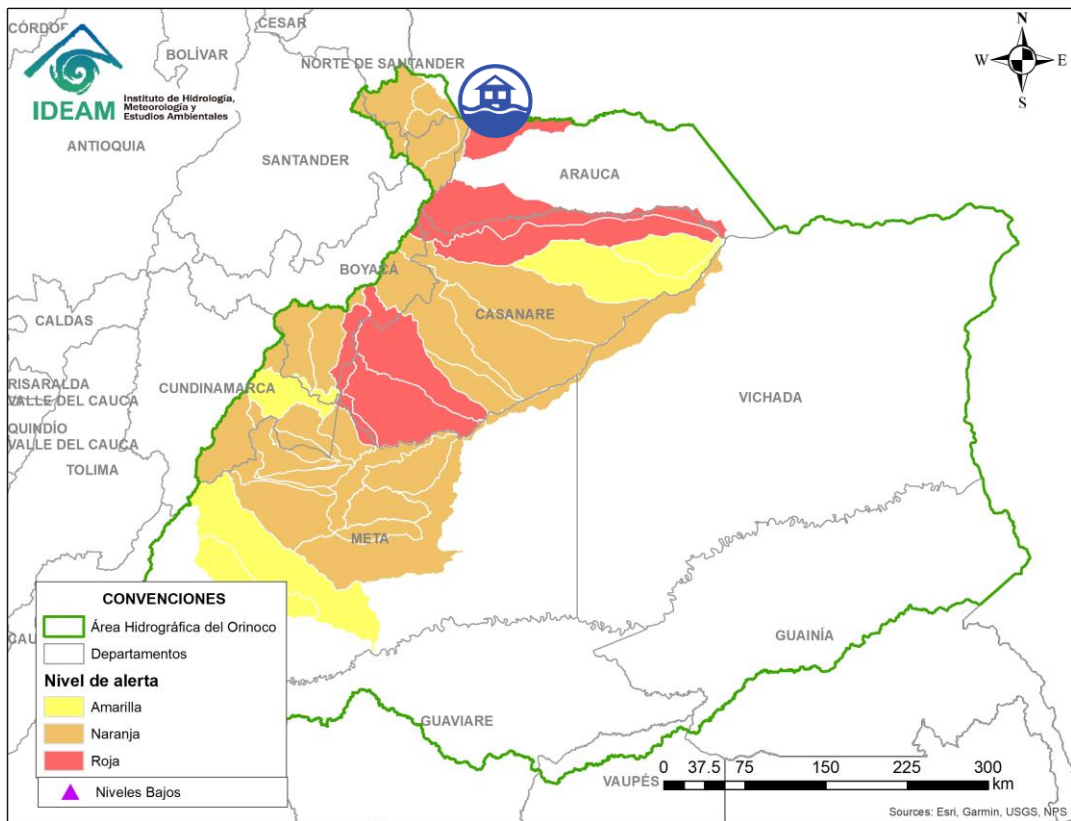 CÓRDO
CESAR
BOLÍVAR
NORTE DE SANTANDER
N
W
E
S
IDEAM
Instituto de Hidrología,
Meteorología y
Estudios Ambientales
ANTIOQUIA
SANTANDER
ARAUCA
BOYACÁ
CASANARE
CALDAS
RISARALDA
CUNDINAMARCA
VALLE DEL CAUCA
VICHADA
QUINDÍO
VALLE DEL CAUCA
TOLIMA
META
CONVENCIONES
Área Hidrográfica del Orinoco
CAU
Departamentos
Nivel de alerta
Amarilla
Naranja
Roja
Niveles Bajos
GUAINÍA
GUAVIARE
VAUPÉS
0 37.5 75 150 225 300
km
Sources: Esri, Garmin, USGS, NPS